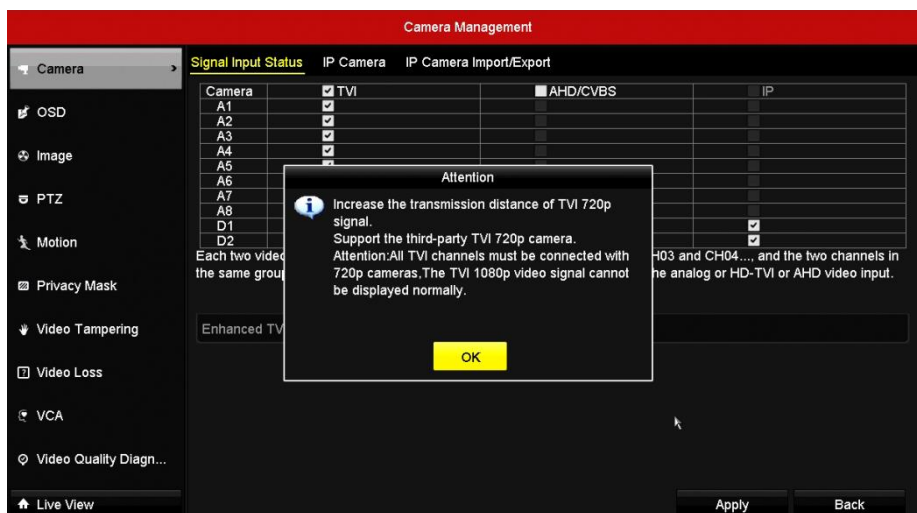 Camera Management
Camera >
Signal Input Status IP Camera IP Camera Import/Export
OSD
Image
PTZ
Motion
Privacy Mask
Video Tampering
Video Loss
VCA
Video Quality Diagn...
Live View
Camera TVI AHD/CVBS IP
A1
A2
A3
A4
A5
A6
A7
A8
D1
D2
Each two vide
H03 and CH04..., and the two channels in
the same grou
he analog or HD-TVI or AHD video input.
Enhanced TV
Attention
Increase the transmission distance of TVI 720p
signal.
Support the third-party TVI 720p camera.
Attention:All TVI channels must be connected with
720p cameras,The TVI 1080p video signal cannot
be displayed normally.
OK
Apply Back